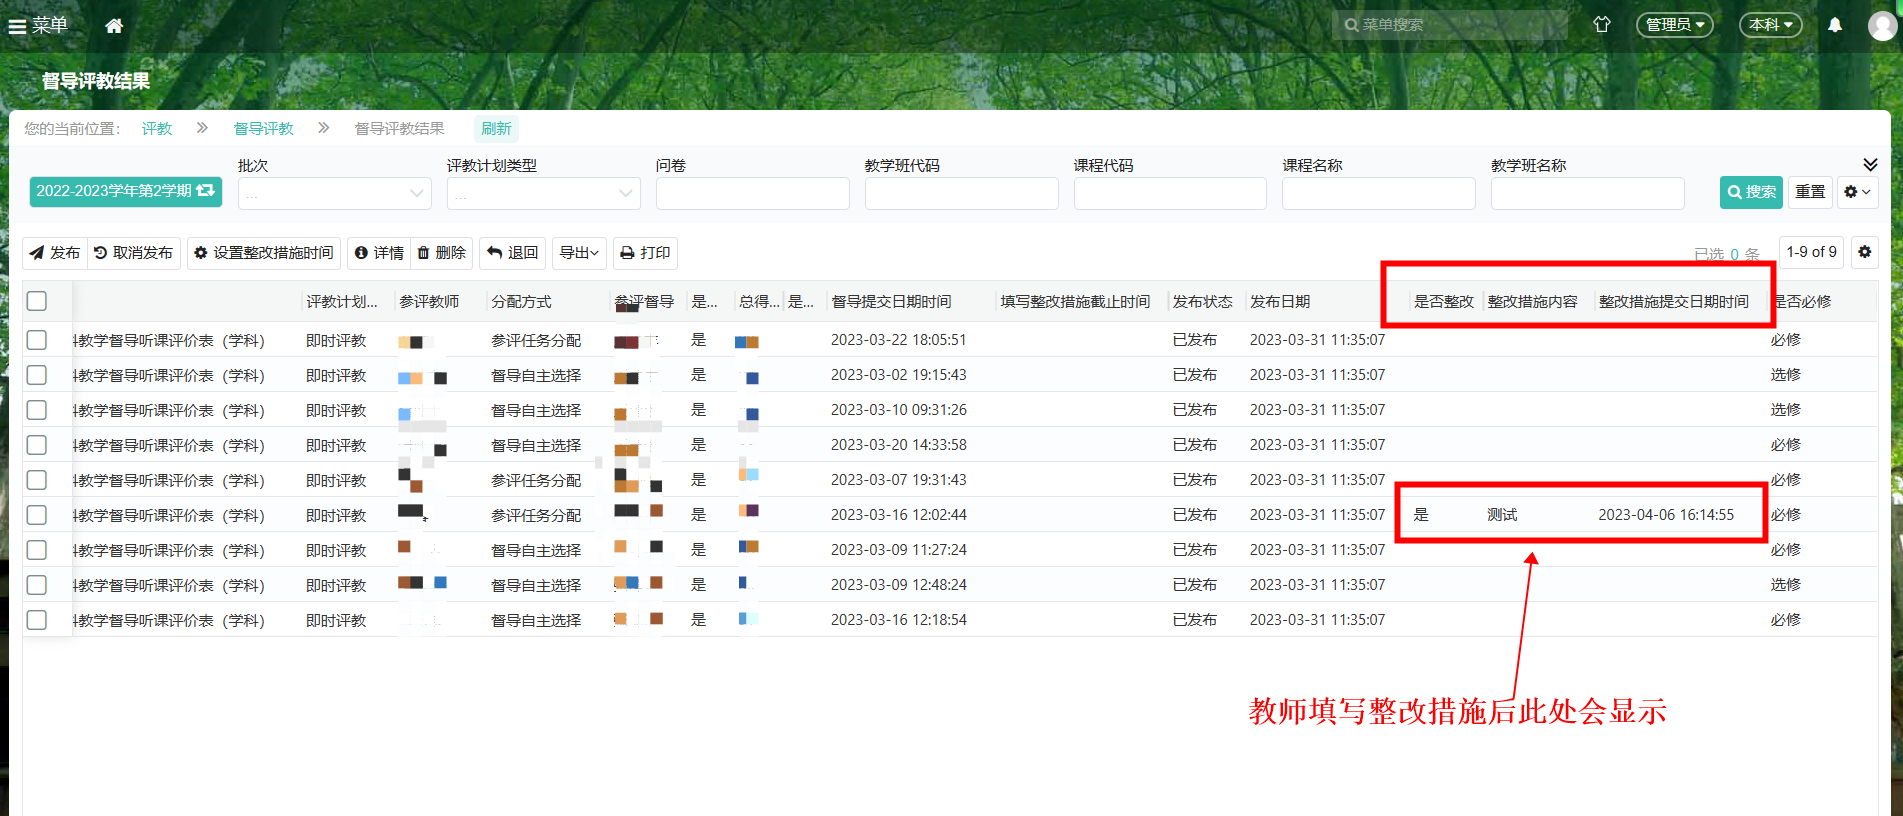 菜单 菜单搜索 管理员 本科
督导评教结果
您的当前位置： 评教 督导评教 督导评教结果 刷新
批次 评教计划类型 问卷 教学班代码 课程代码 课程名称 教学班名称
2022-2023学年第2学期 ... ... 搜索 重置
发布 取消发布 设置整改措施时间 详情 删除 退回 导出 打印 已选 0 条 1-9 of 9
评教计划... 参评教师 分配方式 参评督导 是... 总得... 是... 督导提交日期时间 填写整改措施截止时间 发布状态 发布日期 是否整改 整改措施内容 整改措施提交日期时间 是否必修
教学督导听课评价表（学科） 即时评教 参评任务分配 是 2023-03-22 18:05:51 已发布 2023-03-31 11:35:07 必修
教学督导听课评价表（学科） 即时评教 督导自主选择 是 2023-03-02 19:15:43 已发布 2023-03-31 11:35:07 选修
教学督导听课评价表（学科） 即时评教 督导自主选择 是 2023-03-10 09:31:26 已发布 2023-03-31 11:35:07 选修
教学督导听课评价表（学科） 即时评教 督导自主选择 是 2023-03-20 14:33:58 已发布 2023-03-31 11:35:07 必修
教学督导听课评价表（学科） 即时评教 参评任务分配 是 2023-03-07 19:31:43 已发布 2023-03-31 11:35:07 必修
教学督导听课评价表（学科） 即时评教 参评任务分配 是 2023-03-16 12:02:44 已发布 2023-03-31 11:35:07 是 测试 2023-04-06 16:14:55 必修
教学督导听课评价表（学科） 即时评教 督导自主选择 是 2023-03-09 11:27:24 已发布 2023-03-31 11:35:07 必修
教学督导听课评价表（学科） 即时评教 督导自主选择 是 2023-03-09 12:48:24 已发布 2023-03-31 11:35:07 选修
教学督导听课评价表（学科） 即时评教 督导自主选择 是 2023-03-16 12:18:54 已发布 2023-03-31 11:35:07 必修
教师填写整改措施后此处会显示